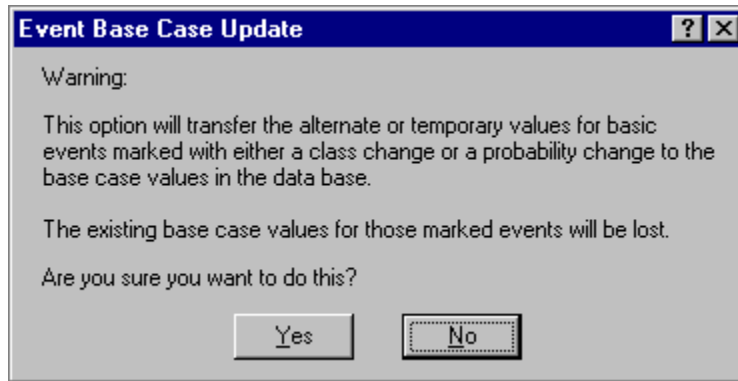 Event Base Case Update
Warning:
This option will transfer the alternate or temporary values for basic
events marked with either a class change or a probability change to the
base case values in the data base.
The existing base case values for those marked events will be lost.
Are you sure you want to do this?
Yes
No